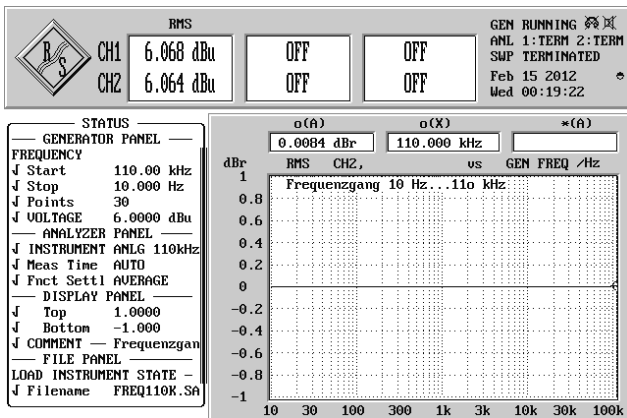 RMS
GEN RUNNING
R&S CH1 6.068 dBu OFF OFF
ANL 1:TERM 2:TERM
SWP TERMINATED
CH2 6.064 dBu OFF OFF
Feb 15 2012
Wed 00:19:22
STATUS
GENERATOR PANEL
FREQUENCY
Start 110.00 kHz
Stop 10.000 Hz
Points 30
VOLTAGE 6.0000 dBu
ANALYZER PANEL
INSTRUMENT ANLG 110kHz
Meas Time AUTO
Fnct Settl AVERAGE
DISPLAY PANEL
Top 1.0000
Bottom -1.000
COMMENT — Frequenzgan
FILE PANEL
LOAD INSTRUMENT STATE —
Filename FREQ110K.SA
o(A) o(X) *(A)
0.0084 dBr 110.000 kHz
dBr RMS CH2, vs GEN FREQ /Hz
Frequenzgang 10 Hz...11o kHz
1
0.8
0.6
0.4
0.2
0
-0.2
-0.4
-0.6
-0.8
-1
10 30 100 300 1k 3k 10k 30k 100k